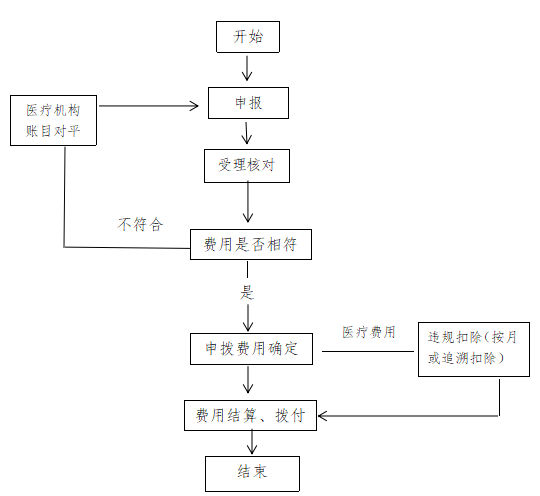 开始
医疗机构
账目对平
申报
受理核对
不符合
费用是否相符
是
医疗费用
申拨费用确定
违规扣除（按月
或追溯扣除）
费用结算、拨付
结束